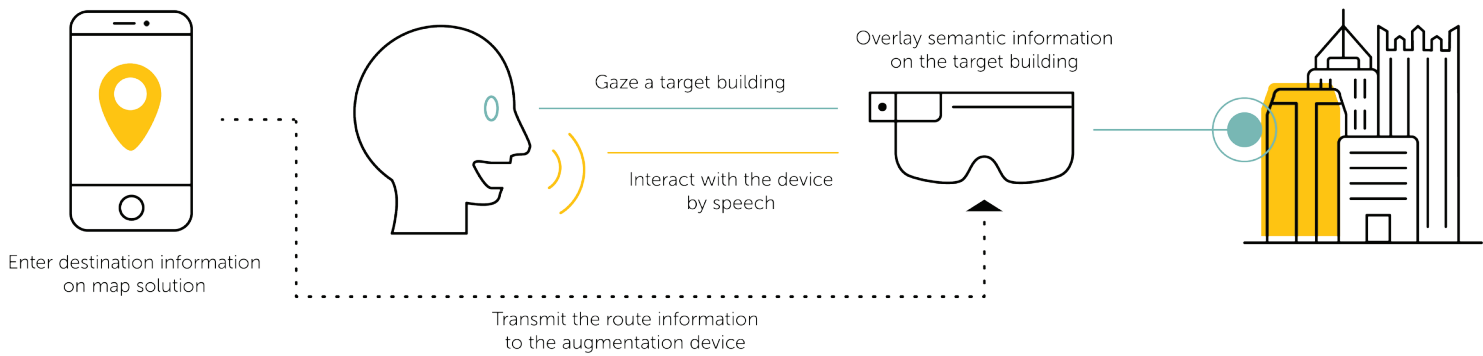 Enter destination information
on map solution
Gaze a target building
Interact with the device
by speech
Overlay semantic information
on the target building
Transmit the route information
to the augmentation device